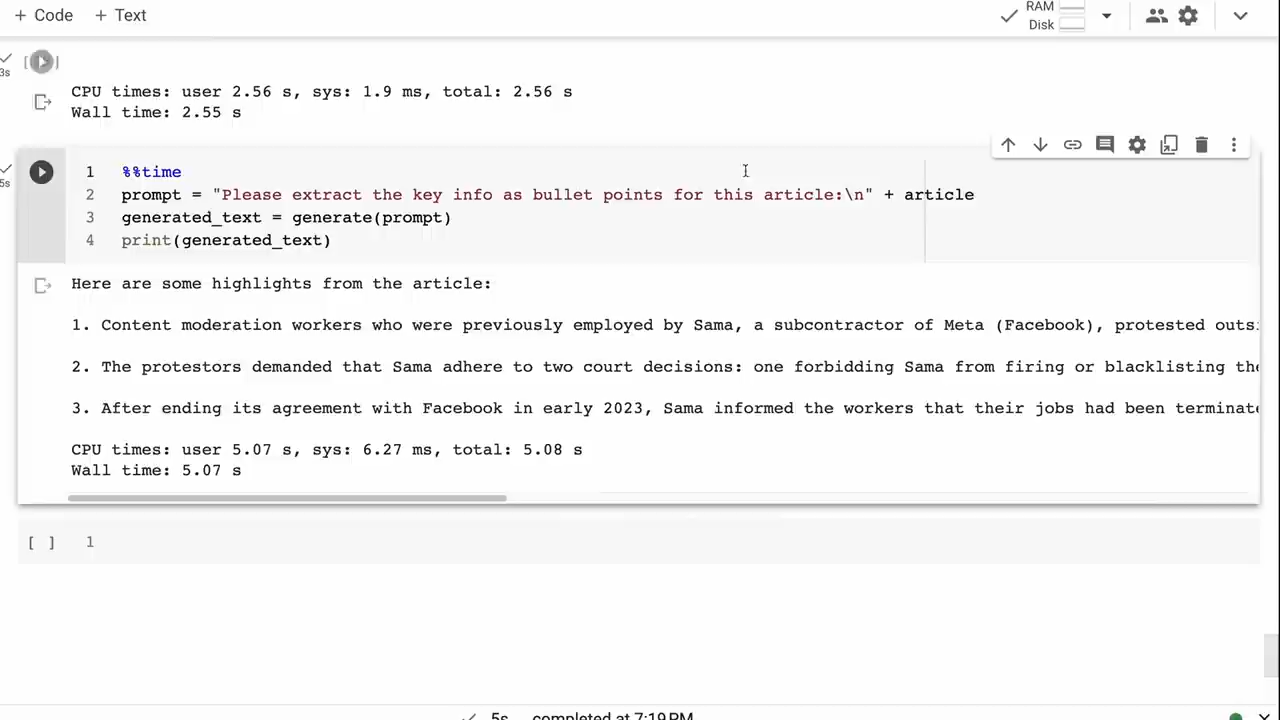 + Code + Text
RAM
Disk
3s
CPU times: user 2.56 s, sys: 1.9 ms, total: 2.56 s
Wall time: 2.55 s
5s
1 %%time
2 prompt = "Please extract the key info as bullet points for this article:\n" + article
3 generated_text = generate(prompt)
4 print(generated_text)
Here are some highlights from the article:
1. Content moderation workers who were previously employed by Sama, a subcontractor of Meta (Facebook), protested
2. The protestors demanded that Sama adhere to two court decisions: one forbidding Sama from firing or blacklisting
3. After ending its agreement with Facebook in early 2023, Sama informed the workers that their jobs had been
CPU times: user 5.07 s, sys: 6.27 ms, total: 5.08 s
Wall time: 5.07 s
[ ] 1
5s completed at 7:19 PM